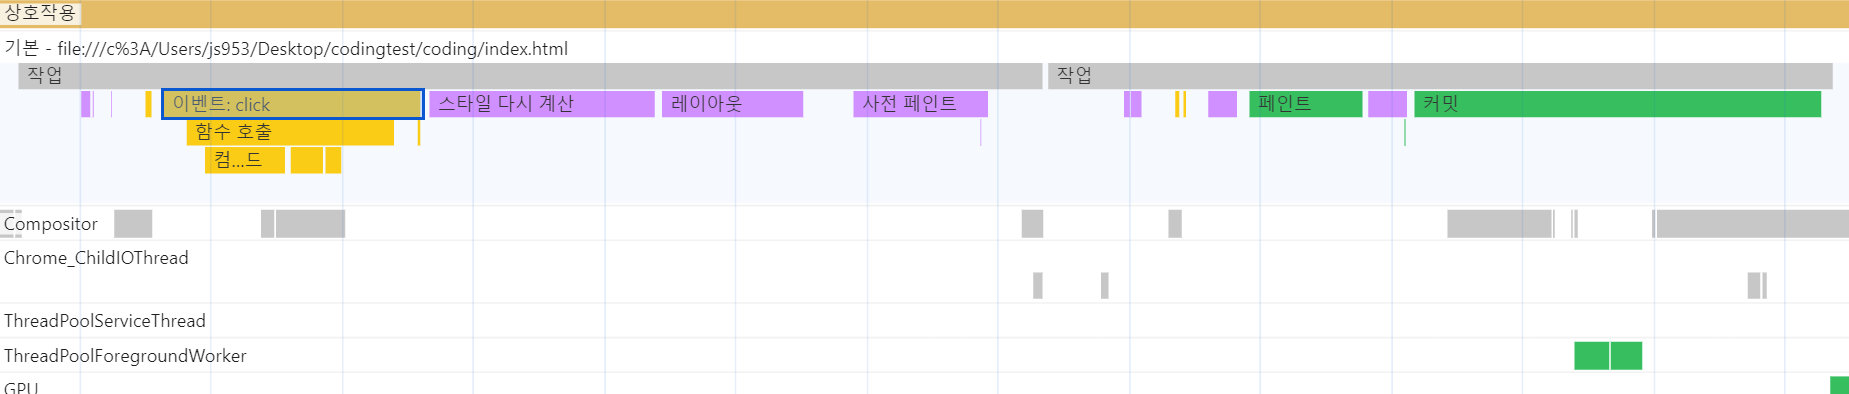 상호작용
기본 - file:///c%3A/Users/js953/Desktop/codingtest/coding/index.html
작업 작업
이벤트: click 스타일 다시 계산 레이아웃 사전 페인트 페인트 커밋
함수 호출
컴...드
Compositor
Chrome_ChildIOThread
ThreadPoolServiceThread
ThreadPoolForegroundWorker
GPU